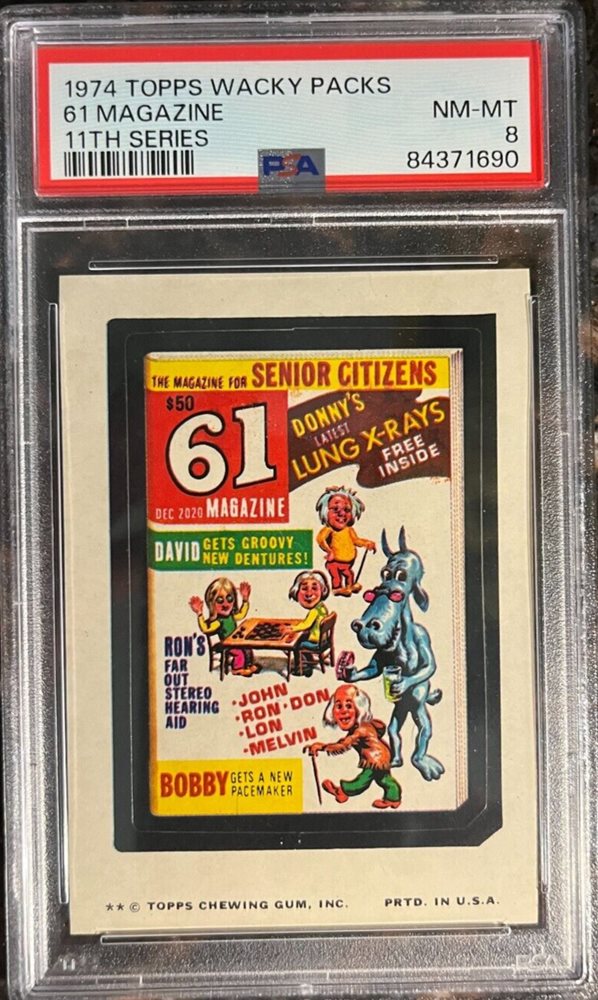 1974 TOPPS WACKY PACKS
61 MAGAZINE
NM-MT
11TH SERIES
8
PSA
84371690
THE MAGAZINE FOR SENIOR CITIZENS
$50
61
DEC 2020 MAGAZINE
DONNY'S
LATEST
LUNG X-RAYS
FREE
INSIDE
DAVID GETS GROOVY
NEW DENTURES!
RON'S
FAR
OUT
STEREO
HEARING
AID
•JOHN
•RON•DON
•LON
•MELVIN
BOBBY GETS A NEW
PACEMAKER
** © TOPPS CHEWING GUM, INC. PRTD. IN U.S.A.
PSA